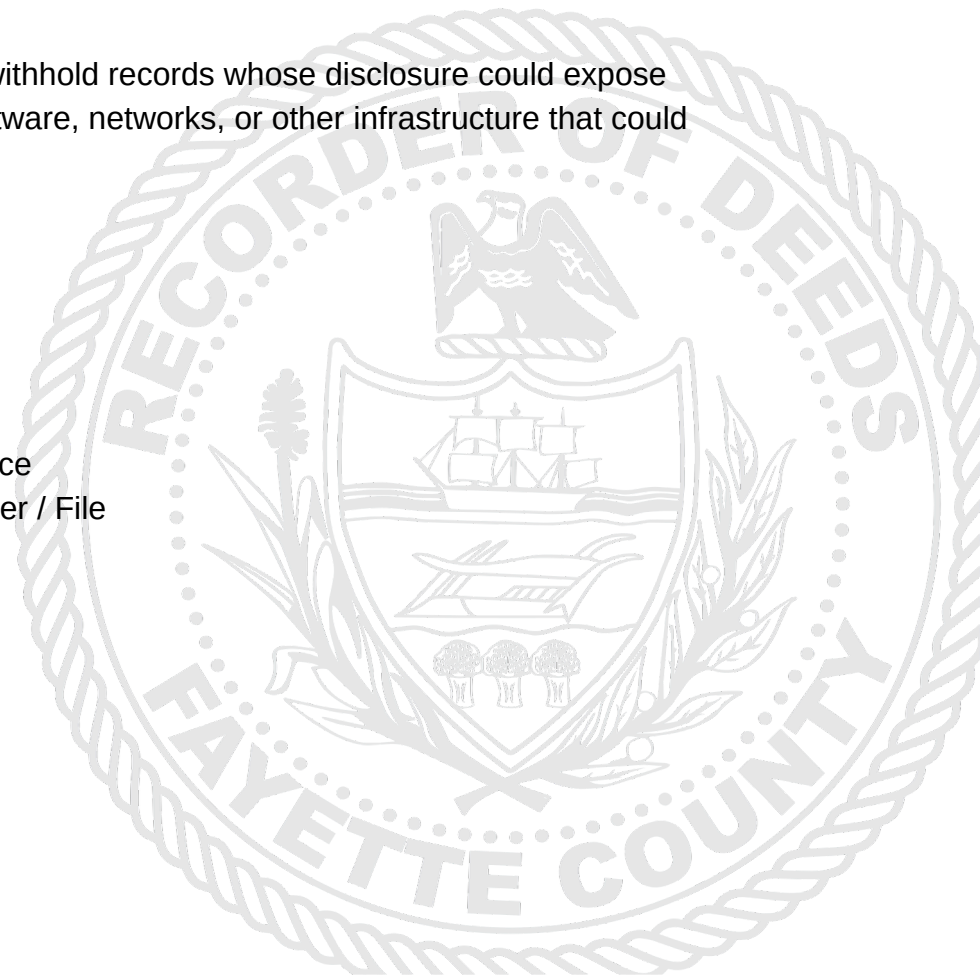 withhold records whose disclosure could expose
tware, networks, or other infrastructure that could
ce
er / File
RECORDER OF DEEDS
FAYETTE COUNTY